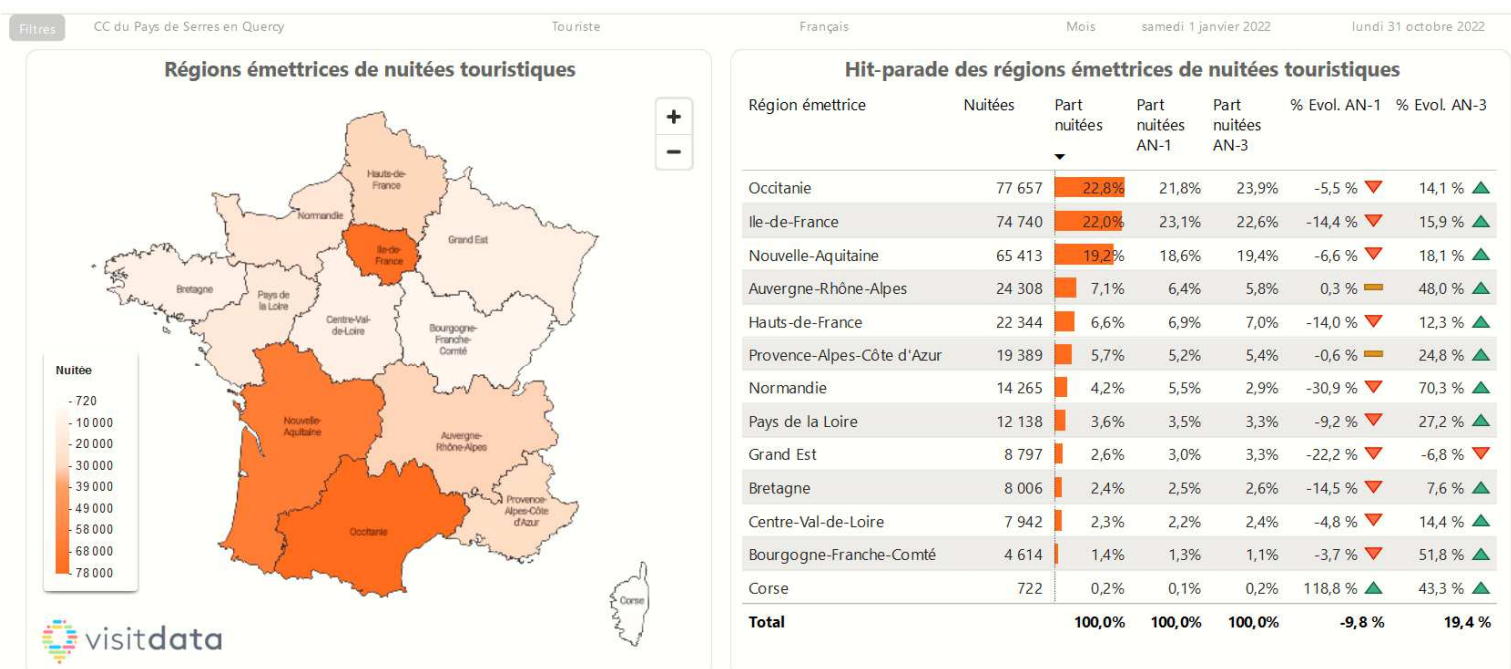 Filtres CC du Pays de Serres en Quercy Touriste Français Mois samedi 1 janvier 2022 lundi 31 octobre 2022
Régions émettrices de nuitées touristiques
+
−
Hauts-de-
France
Normandie
Ile-de-
France
Grand Est
Bretagne
Pays de
la Loire
Centre-Val-
de-Loire
Bourgogne-
Franche-
Comté
Nouvelle-
Aquitaine
Auvergne-
Rhône-Alpes
Provence-
Alpes-Côte
d'Azur
Occitanie
Corse
Nuitée
- 720
- 10 000
- 20 000
- 30 000
- 39 000
- 49 000
- 58 000
- 68 000
- 78 000
visitdata
Hit-parade des régions émettrices de nuitées touristiques
Région émettrice Nuitées Part nuitées Part nuitées AN-1 Part nuitées AN-3 % Evol. AN-1 % Evol. AN-3
Occitanie 77 657 22,8% 21,8% 23,9% -5,5 % 14,1 %
Ile-de-France 74 740 22,0% 23,1% 22,6% -14,4 % 15,9 %
Nouvelle-Aquitaine 65 413 19,2% 18,6% 19,4% -6,6 % 18,1 %
Auvergne-Rhône-Alpes 24 308 7,1% 6,4% 5,8% 0,3 % 48,0 %
Hauts-de-France 22 344 6,6% 6,9% 7,0% -14,0 % 12,3 %
Provence-Alpes-Côte d'Azur 19 389 5,7% 5,2% 5,4% -0,6 % 24,8 %
Normandie 14 265 4,2% 5,5% 2,9% -30,9 % 70,3 %
Pays de la Loire 12 138 3,6% 3,5% 3,3% -9,2 % 27,2 %
Grand Est 8 797 2,6% 3,0% 3,3% -22,2 % -6,8 %
Bretagne 8 006 2,4% 2,5% 2,6% -14,5 % 7,6 %
Centre-Val-de-Loire 7 942 2,3% 2,2% 2,4% -4,8 % 14,4 %
Bourgogne-Franche-Comté 4 614 1,4% 1,3% 1,1% -3,7 % 51,8 %
Corse 722 0,2% 0,1% 0,2% 118,8 % 43,3 %
Total 100,0% 100,0% 100,0% -9,8 % 19,4 %